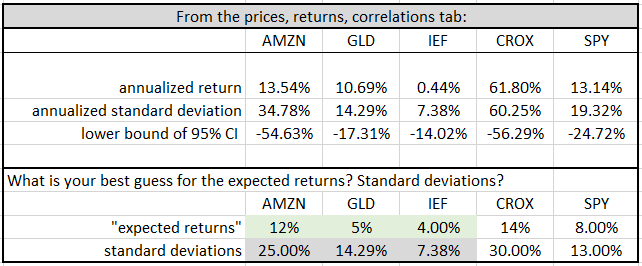 From the prices, returns, correlations tab:
AMZN GLD IEF CROX SPY
annualized return 13.54% 10.69% 0.44% 61.80% 13.14%
annualized standard deviation 34.78% 14.29% 7.38% 60.25% 19.32%
lower bound of 95% CI -54.63% -17.31% -14.02% -56.29% -24.72%
What is your best guess for the expected returns? Standard deviations?
AMZN GLD IEF CROX SPY
"expected returns" 12% 5% 4.00% 14% 8.00%
standard deviations 25.00% 14.29% 7.38% 30.00% 13.00%